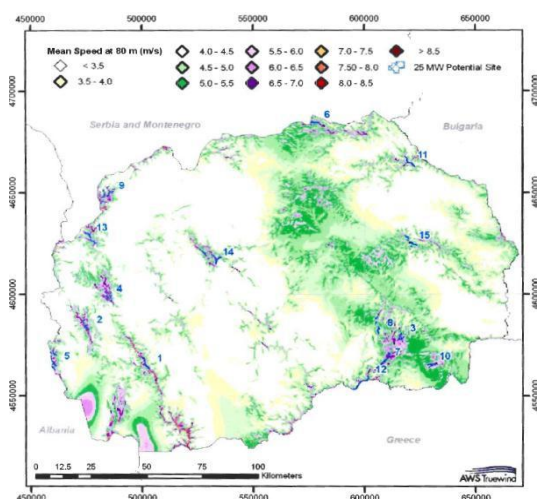 450000 500000 550000 600000 650000
Mean Speed at 80 m (m/s)
< 3.5
3.5 - 4.0
4.0 - 4.5
4.5 - 5.0
5.0 - 5.5
5.5 - 6.0
6.0 - 6.5
6.5 - 7.0
7.0 - 7.5
7.50 - 8.0
8.0 - 8.5
> 8.5
25 MW Potential Site
4700000
4650000
4600000
4550000
4700000
4650000
4600000
4550000
Serbia and Montenegro
Bulgaria
6
11
9
13
14
15
4
2
8
3
5
1
10
12
Albania
Greece
0 12.5 25 50 75 100
Kilometers
AWS Truewind
450000 500000 550000 600000 650000